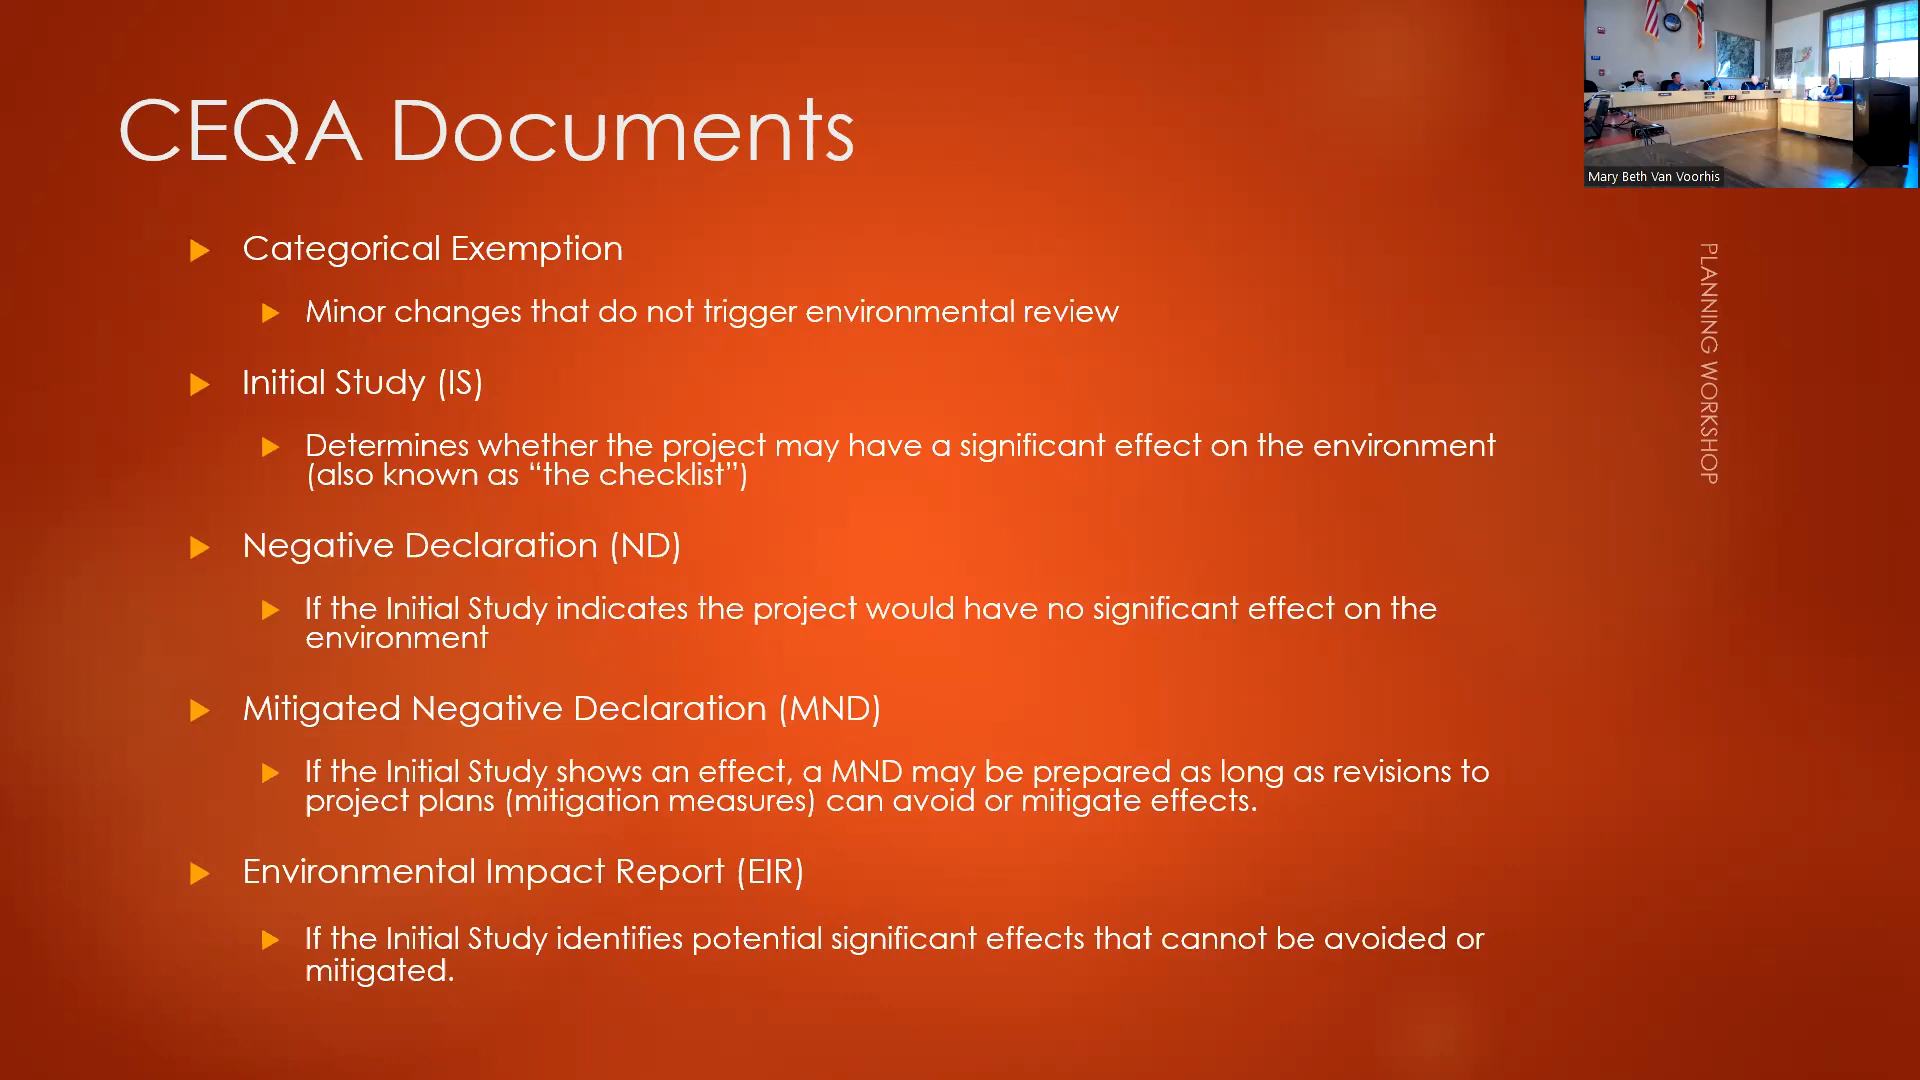 CEQA Documents
Categorical Exemption
Minor changes that do not trigger environmental review
Initial Study (IS)
Determines whether the project may have a significant effect on the environment
(also known as “the checklist”)
Negative Declaration (ND)
If the Initial Study indicates the project would have no significant effect on the
environment
Mitigated Negative Declaration (MND)
If the Initial Study shows an effect, a MND may be prepared as long as revisions to
project plans (mitigation measures) can avoid or mitigate effects.
Environmental Impact Report (EIR)
If the Initial Study identifies potential significant effects that cannot be avoided or
mitigated.
PLANNING WORKSHOP
Mary Beth Van Voorhis